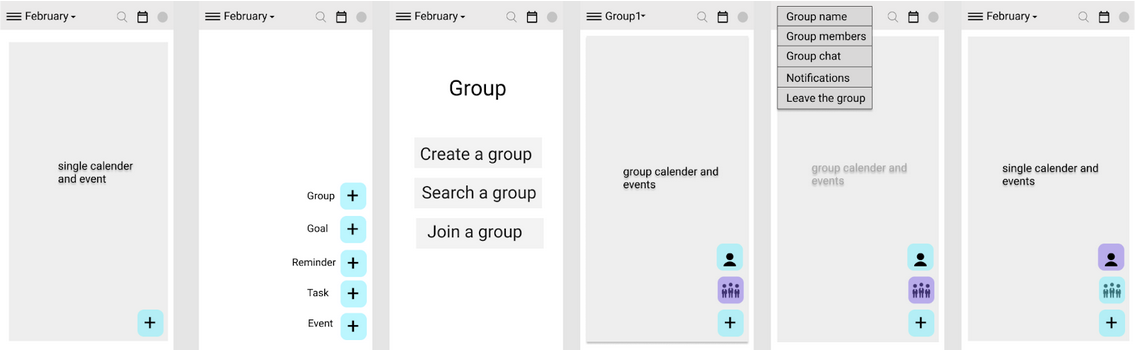 February
single calender
and event
February
Group
Goal
Reminder
Task
Event
February
Group
Create a group
Search a group
Join a group
Group1
group calender and
events
Group name
Group members
Group chat
Notifications
Leave the group
group calender and
events
February
single calender and
events